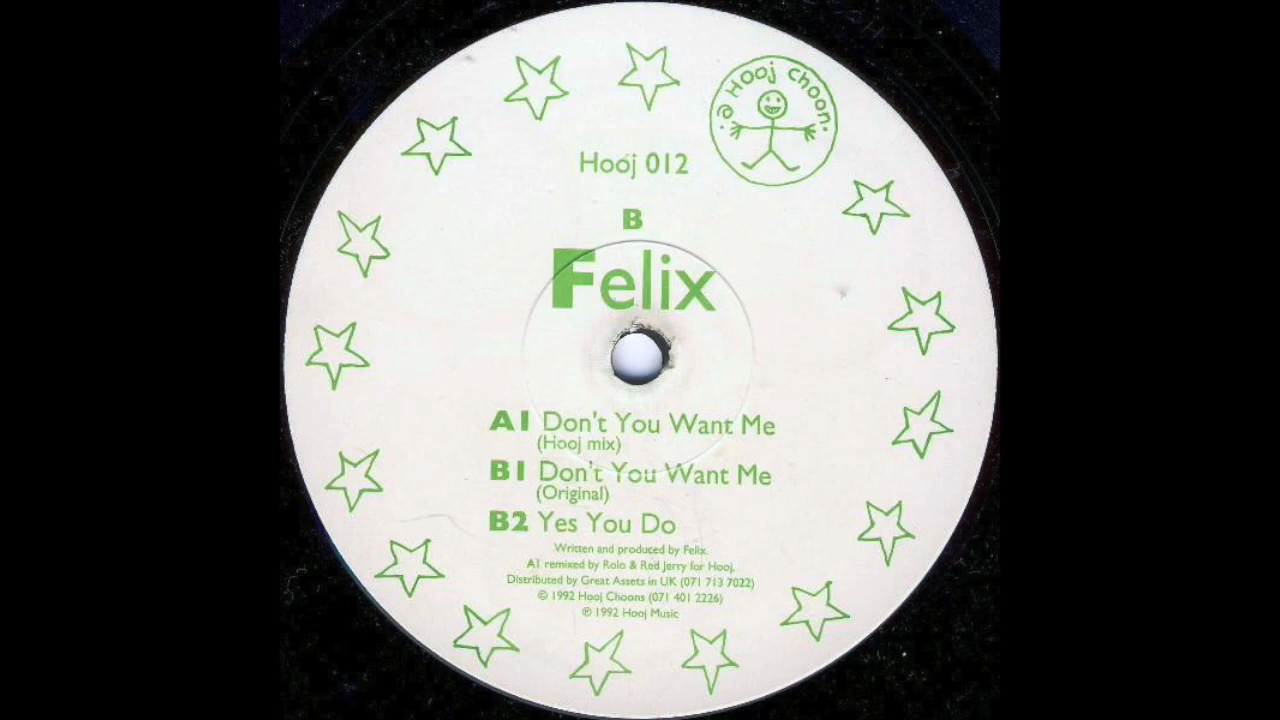 @ Hooj Choon.
Hooj 012
B
Felix
A1 Don't You Want Me
(Hooj mix)
B1 Don't You Want Me
(Original)
B2 Yes You Do
Written and produced by Felix.
A1 remixed by Rolo & Red Jerry for Hooj.
Distributed by Great Assets in UK (071 713 7022)
© 1992 Hooj Choons (071 401 2226)
℗ 1992 Hooj Music